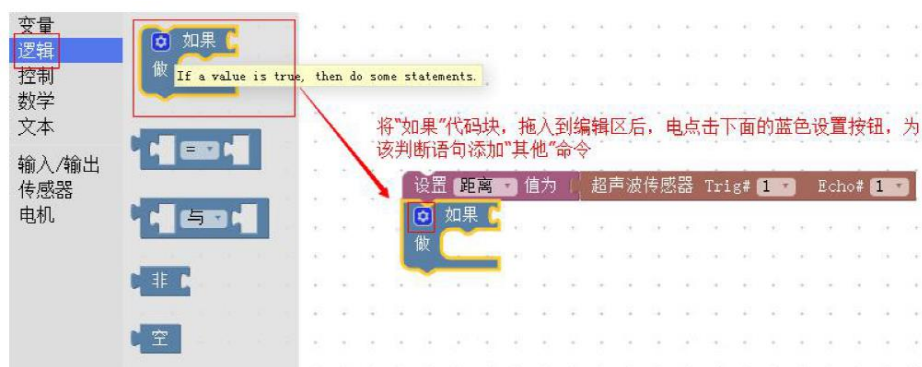 变量
逻辑
控制
数学
文本
输入/输出
传感器
电机
如果
做
If a value is true, then do some statements.
=
与
非
空
将“如果”代码块，拖入到编辑区后，电点击下面的蓝色设置按钮，为
该判断语句添加“其他”命令
设置 距离 值为 超声波传感器 Trig# 1 Echo# 1
如果
做